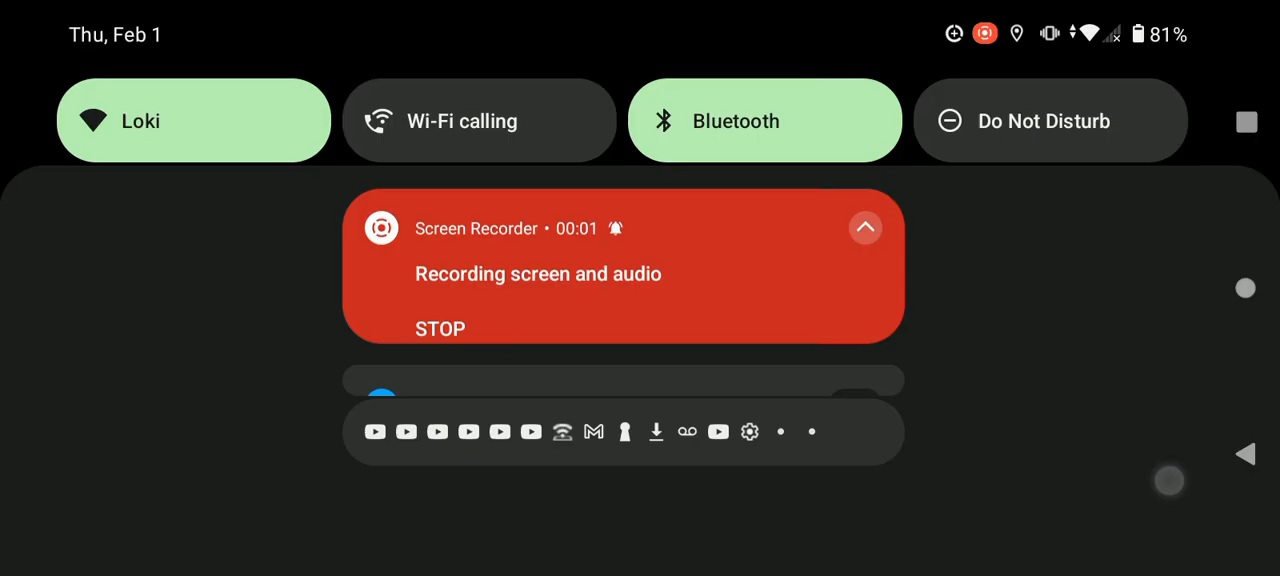 Thu, Feb 1
81%
Loki
Wi-Fi calling
Bluetooth
Do Not Disturb
Screen Recorder • 00:01
Recording screen and audio
STOP